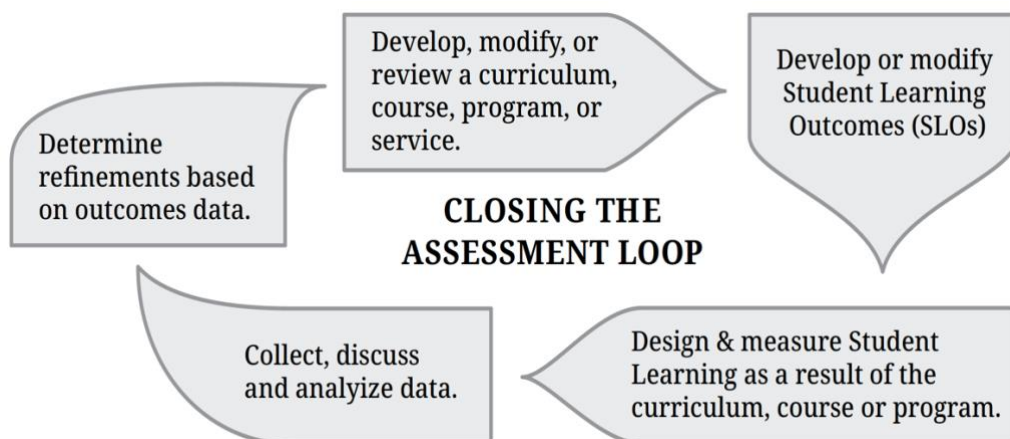 Develop, modify, or
review a curriculum,
course, program, or
service.
Develop or modify
Student Learning
Outcomes (SLOs)
Determine
refinements based
on outcomes data.
CLOSING THE
ASSESSMENT LOOP
Collect, discuss
and analyize data.
Design & measure Student
Learning as a result of the
curriculum, course or program.